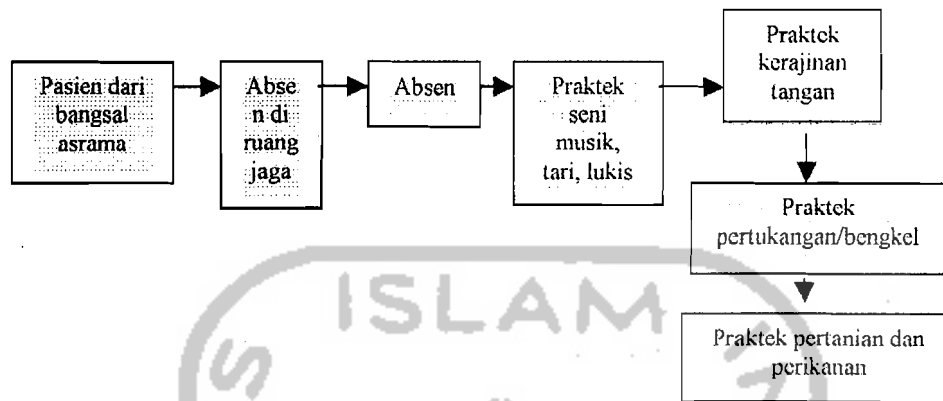 Pasien dari
bangsal
asrama
Abse
n di
ruang
jaga
Absen
Praktek
seni
musik,
tari, lukis
Praktek
kerajinan
tangan
Praktek
pertukangan/bengkel
Praktek pertanian dan
perikanan
ISLAM
S